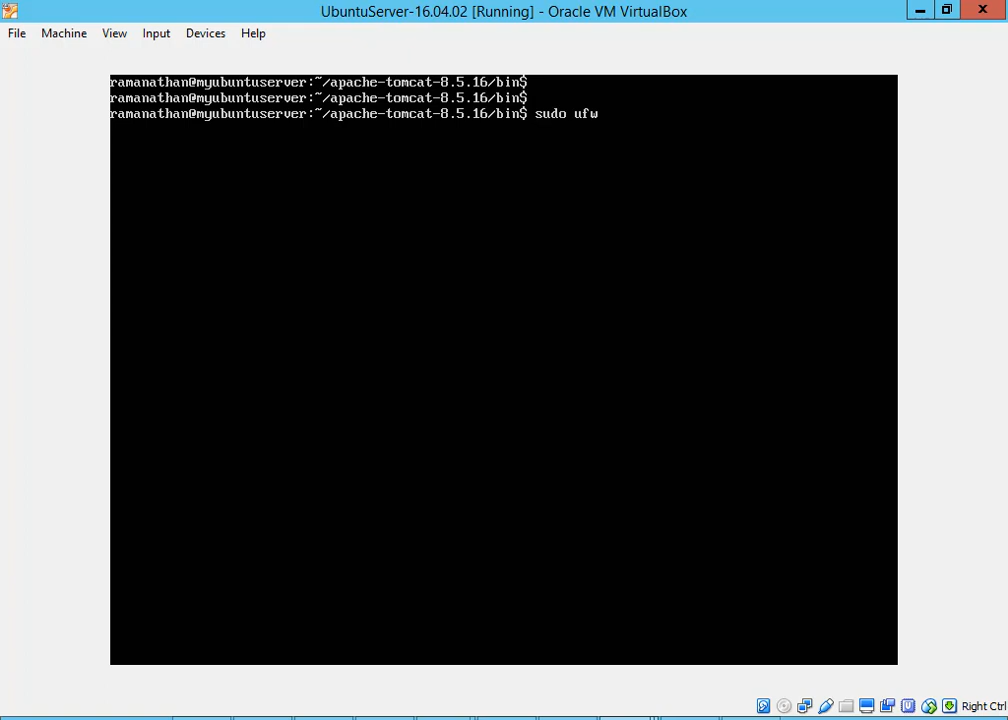 UbuntuServer-16.04.02 [Running] - Oracle VM VirtualBox
File Machine View Input Devices Help
ramanathan@myubuntuserver:~/apache-tomcat-8.5.16/bin$
ramanathan@myubuntuserver:~/apache-tomcat-8.5.16/bin$
ramanathan@myubuntuserver:~/apache-tomcat-8.5.16/bin$ sudo ufw
Right Ctrl